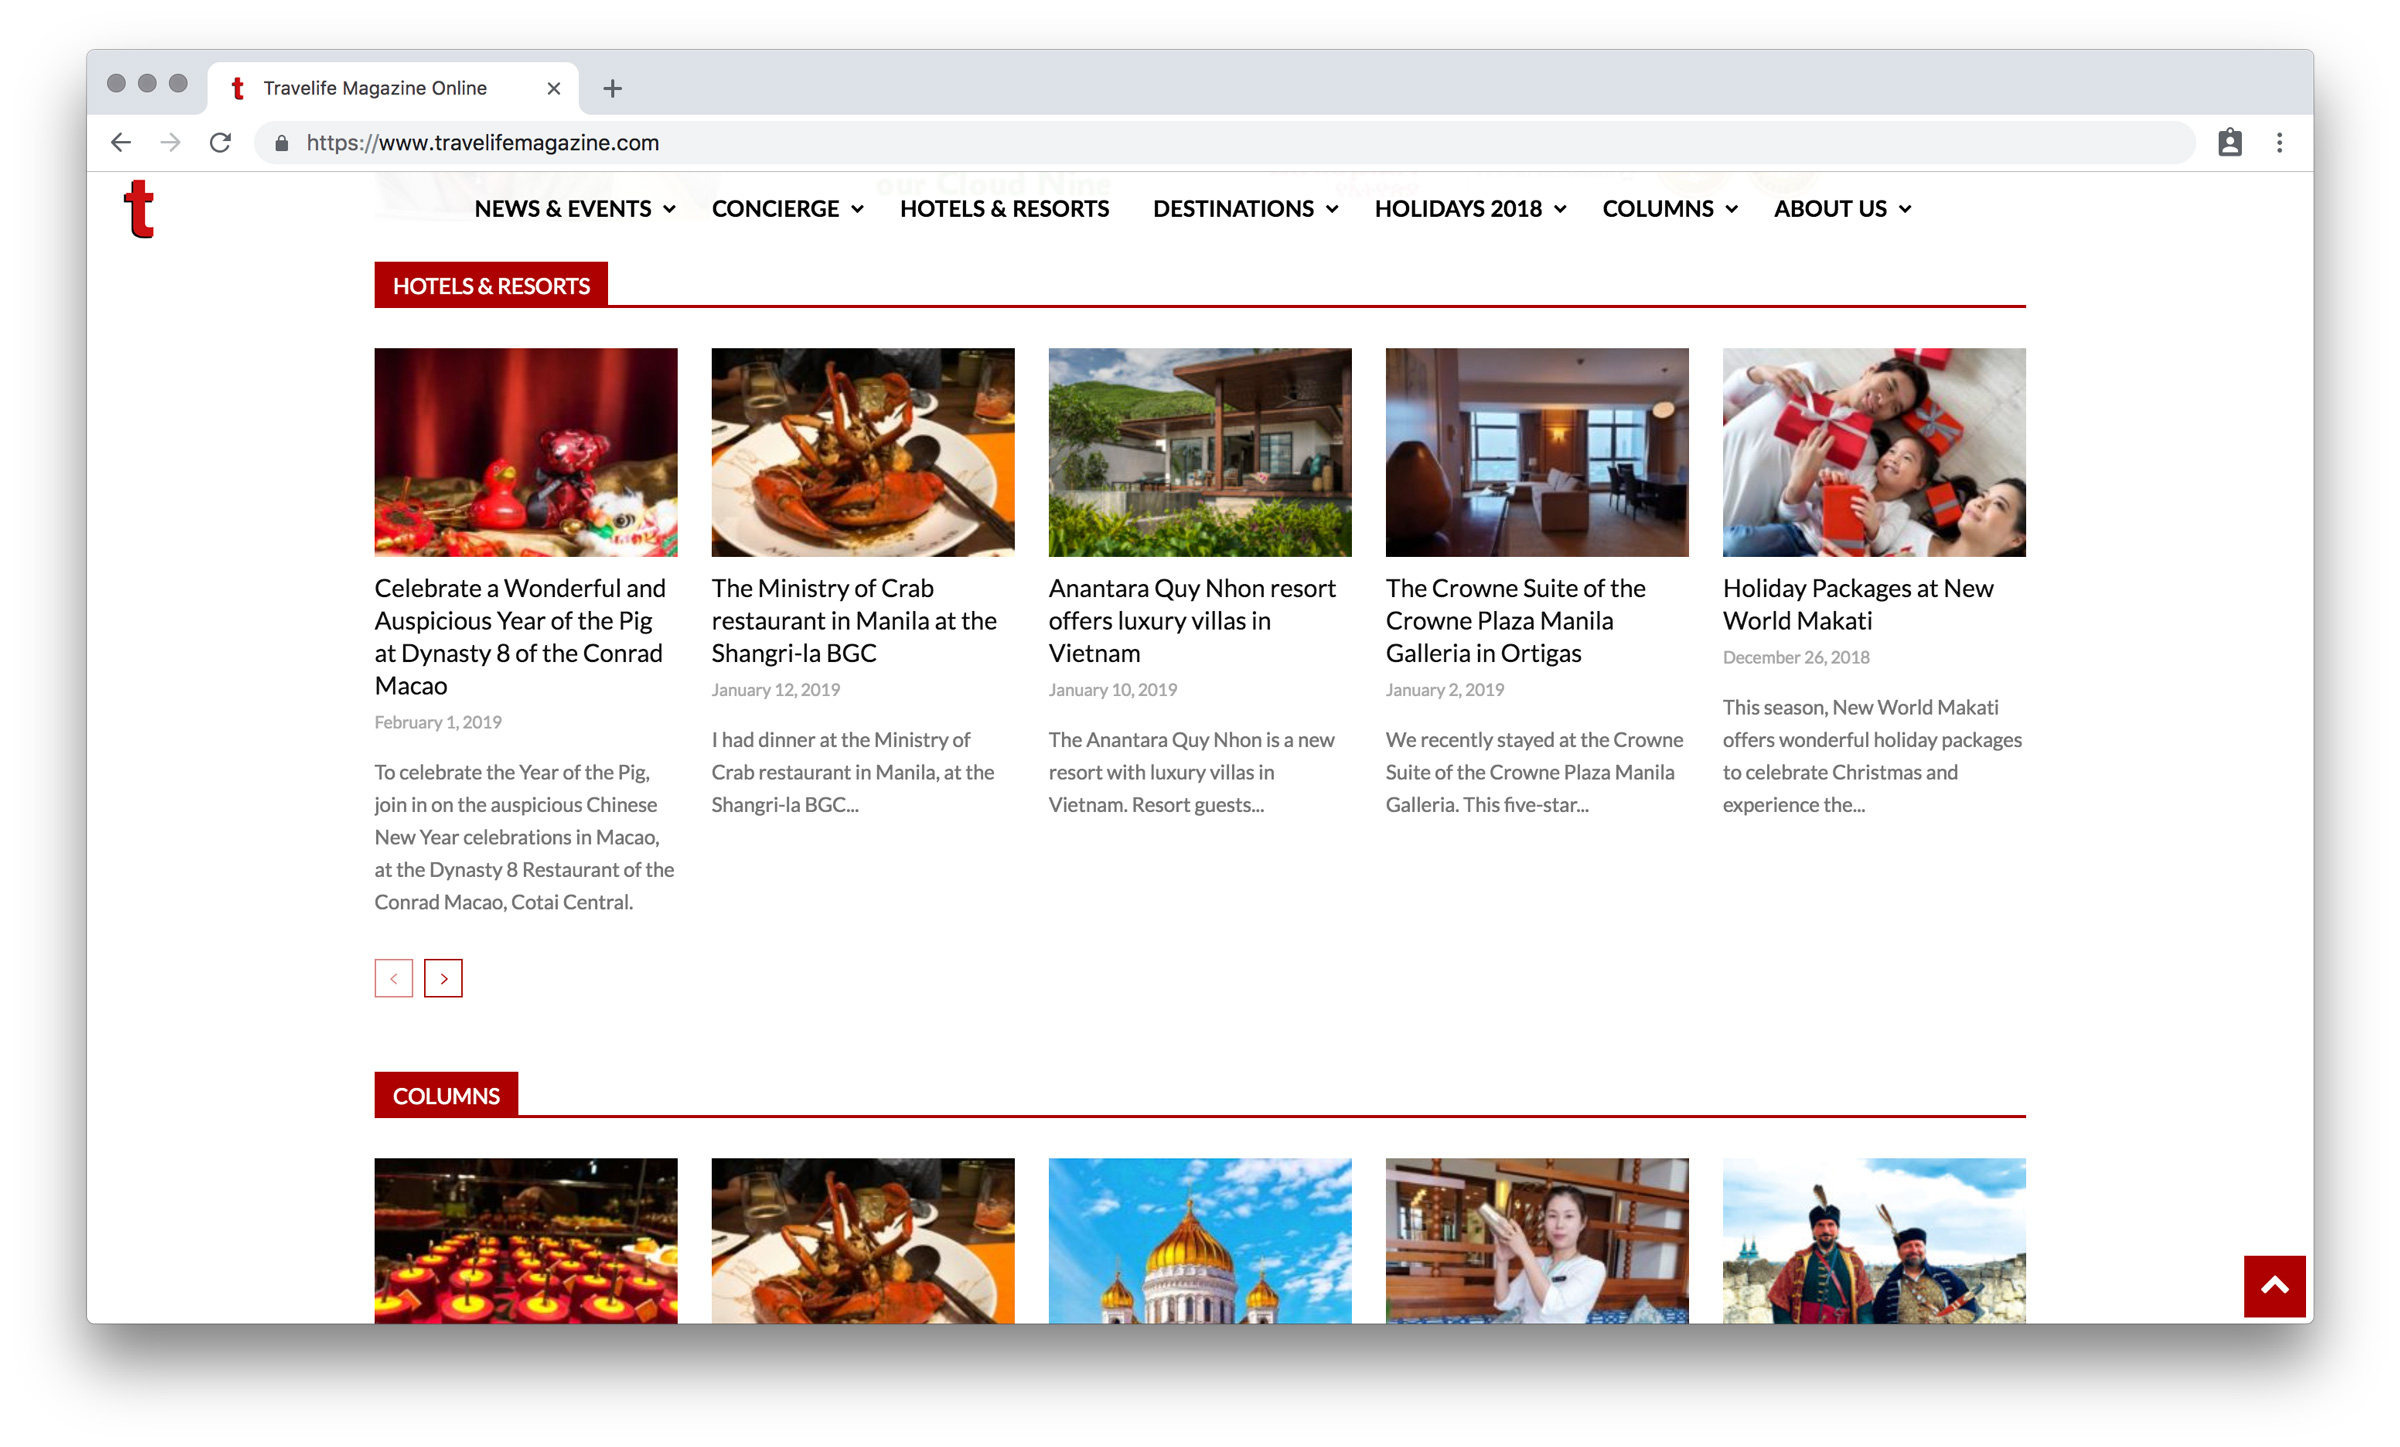 t Travelife Magazine Online
https://www.travelifemagazine.com
our Cloud Nine
t
NEWS & EVENTS CONCIERGE HOTELS & RESORTS DESTINATIONS HOLIDAYS 2018 COLUMNS ABOUT US
HOTELS & RESORTS
Celebrate a Wonderful and
Auspicious Year of the Pig
at Dynasty 8 of the Conrad
Macao
February 1, 2019
To celebrate the Year of the Pig,
join in on the auspicious Chinese
New Year celebrations in Macao,
at the Dynasty 8 Restaurant of the
Conrad Macao, Cotai Central.
The Ministry of Crab
restaurant in Manila at the
Shangri-la BGC
January 12, 2019
I had dinner at the Ministry of
Crab restaurant in Manila, at the
Shangri-la BGC...
Anantara Quy Nhon resort
offers luxury villas in
Vietnam
January 10, 2019
The Anantara Quy Nhon is a new
resort with luxury villas in
Vietnam. Resort guests...
The Crowne Suite of the
Crowne Plaza Manila
Galleria in Ortigas
January 2, 2019
We recently stayed at the Crowne
Suite of the Crowne Plaza Manila
Galleria. This five-star...
Holiday Packages at New
World Makati
December 26, 2018
This season, New World Makati
offers wonderful holiday packages
to celebrate Christmas and
experience the...
COLUMNS